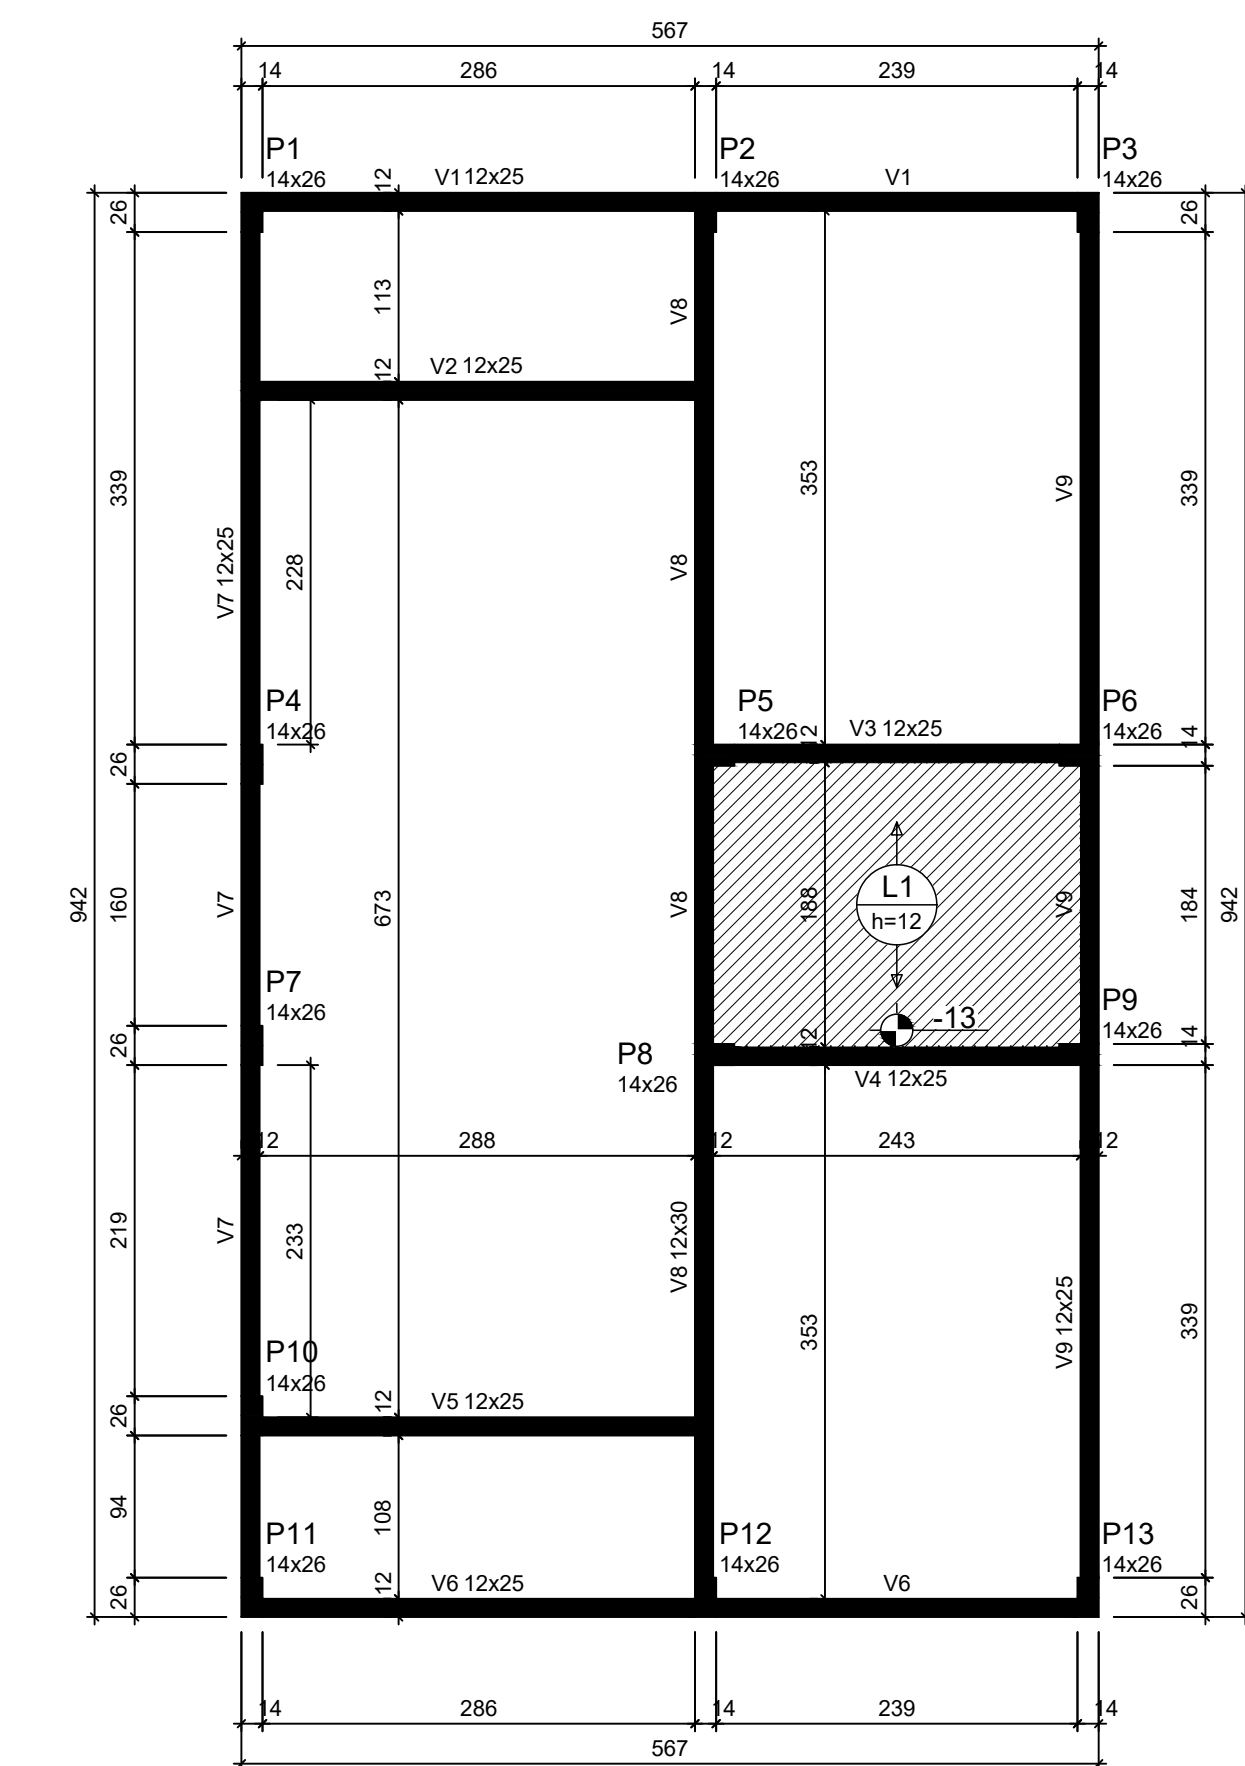 567
14 286 14 239 14
P1 P2 P3
14x26 12 V1 12x25 14x26 V1 14x26
26 26
113 V8
12 V2 12x25
339 353 V9 339
V7 12x25 228 V8
P4 P5 P6
14x26 14x26 12 V3 12x25 14x26 14
26
L1
942 160 V7 673 V8 188 V9 184 942
h=12
P7 P9
14x26 12 -13 14x26 14
26 P8
14x26 V4 12x25
12 288 12 243 12
219 V7 233 V8 12x30
353 V9 12x25 339
P10
14x26
26 12 V5 12x25
94 108
P11 P12 P13
14x26 14x26 14x26
26 12 V6 12x25 V6 26
14 286 14 239 14
567